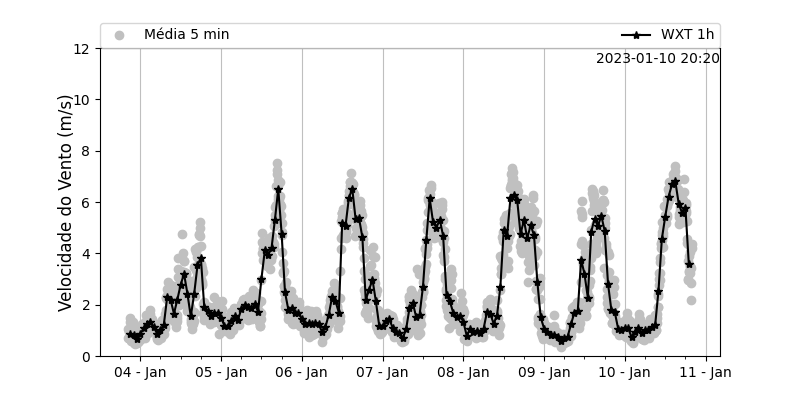 Média 5 min
WXT 1h
2023-01-10 20:20
Velocidade do Vento (m/s)
12
10
8
6
4
2
0
04 - Jan 05 - Jan 06 - Jan 07 - Jan 08 - Jan 09 - Jan 10 - Jan 11 - Jan